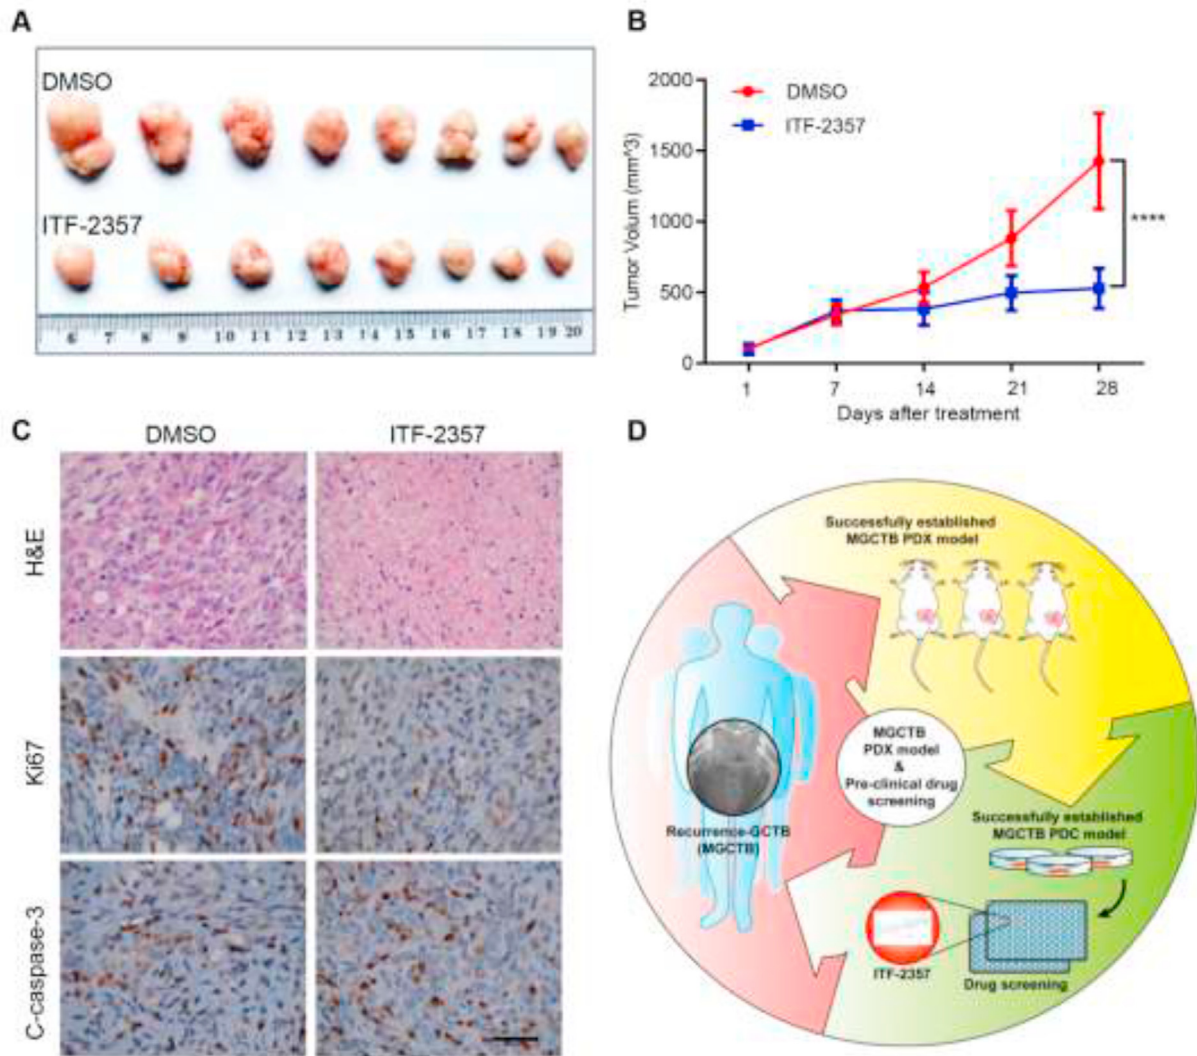 A
DMSO
ITF-2357
6 7 8 9 10 11 12 13 14 15 16 17 18 19 20
B
DMSO
ITF-2357
Tumor Volum (mm^3)
2000
1500
1000
500
0
****
1 7 14 21 28
Days after treatment
C
DMSO ITF-2357
H&E
Ki67
C-caspase-3
D
Successfully established
MGCTB PDX model
MGCTB
PDX model
&
Pre-clinical drug
screening
Recurrence-GCTB
(MGCTB)
Successfully established
MGCTB PDC model
ITF-2357
Drug screening